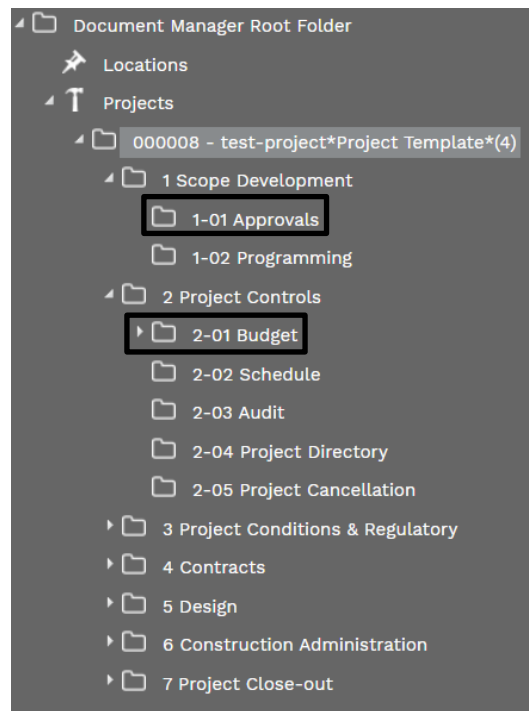 Document Manager Root Folder
Locations
Projects
000008 - test-project*Project Template*(4)
1 Scope Development
1-01 Approvals
1-02 Programming
2 Project Controls
2-01 Budget
2-02 Schedule
2-03 Audit
2-04 Project Directory
2-05 Project Cancellation
3 Project Conditions & Regulatory
4 Contracts
5 Design
6 Construction Administration
7 Project Close-out